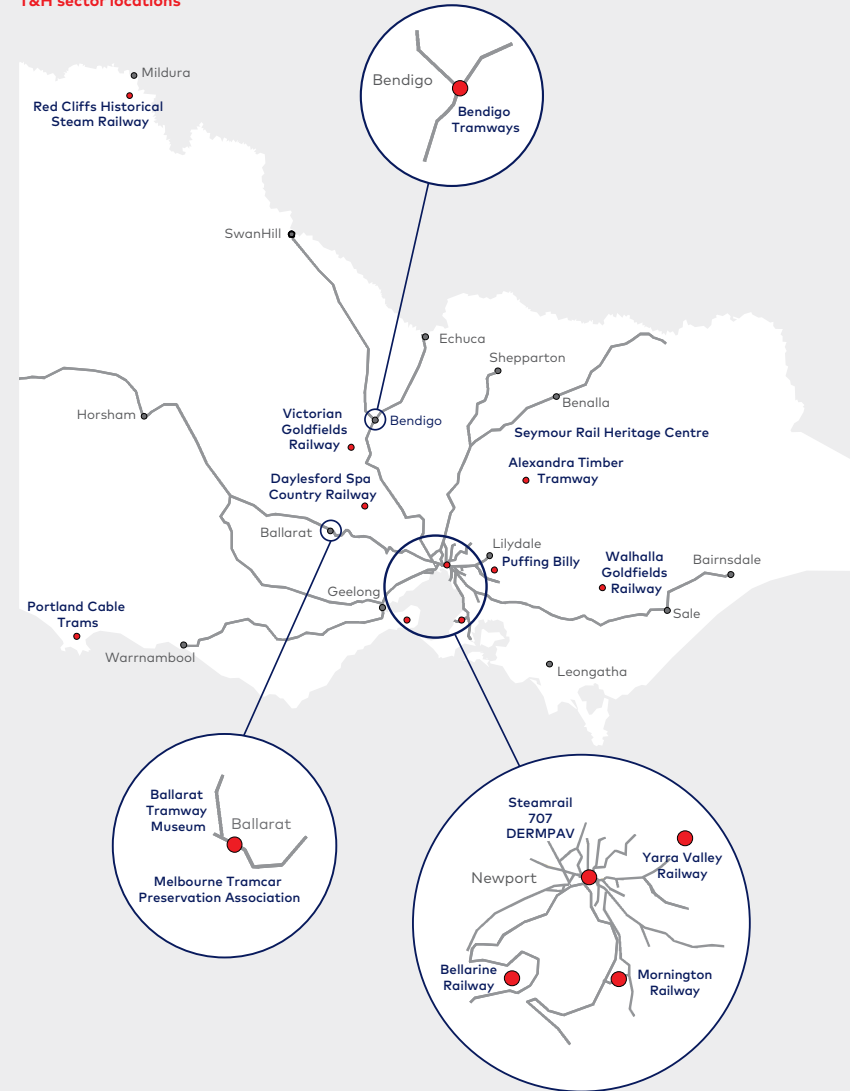 T&H sector locations
Mildura
Red Cliffs Historical
Steam Railway
Bendigo
Bendigo
Tramways
SwanHill
Echuca
Shepparton
Benalla
Horsham
Victorian
Goldfields
Railway
Bendigo
Seymour Rail Heritage Centre
Alexandra Timber
Tramway
Daylesford Spa
Country Railway
Ballarat
Lilydale
Puffing Billy
Walhalla
Goldfields
Railway
Bairnsdale
Geelong
Sale
Portland Cable
Trams
Warrnambool
Leongatha
Ballarat
Tramway
Museum
Ballarat
Melbourne Tramcar
Preservation Association
Steamrail
707
DERMPAV
Newport
Yarra Valley
Railway
Bellarine
Railway
Mornington
Railway